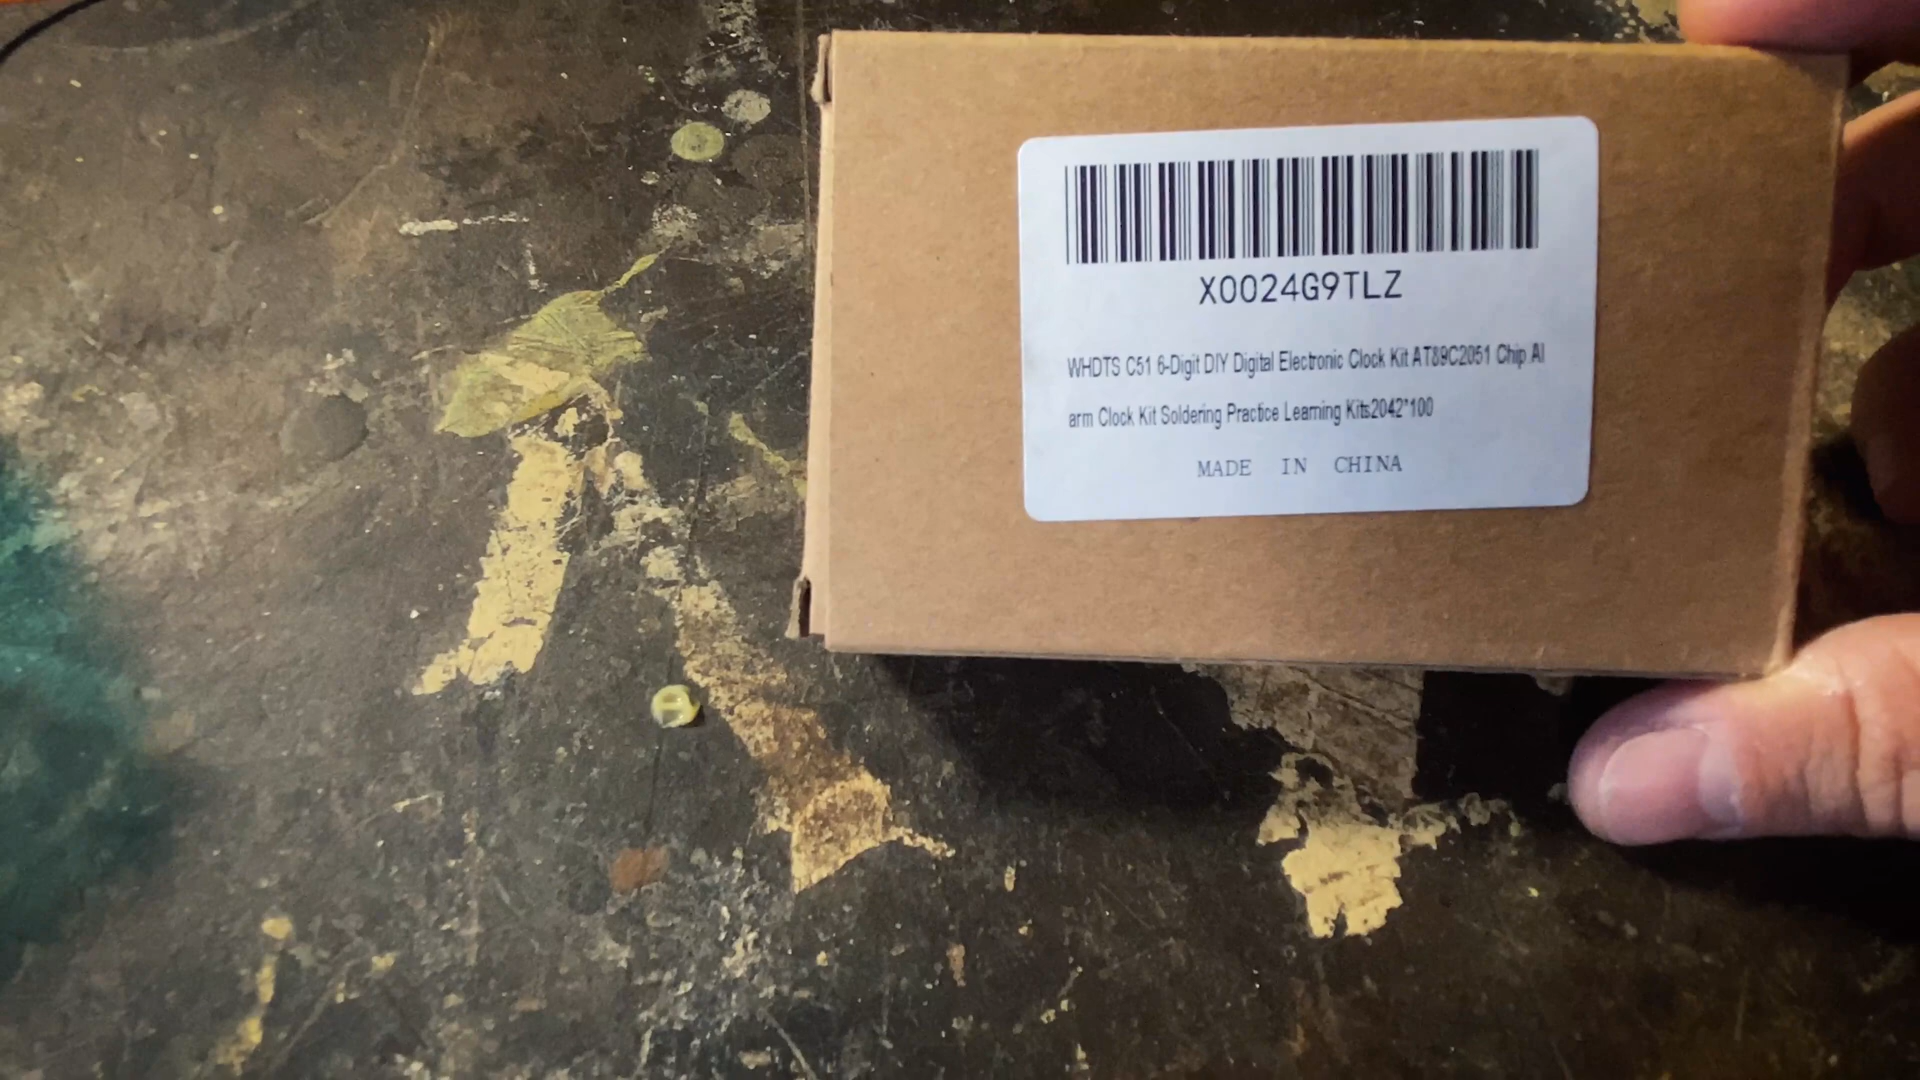 X0024G9TLZ
WHDTS C51 6-Digit DIY Digital Electronic Clock Kit AT89C2051 Chip Al
arm Clock Kit Soldering Practice Learning Kits2042*100
MADE IN CHINA